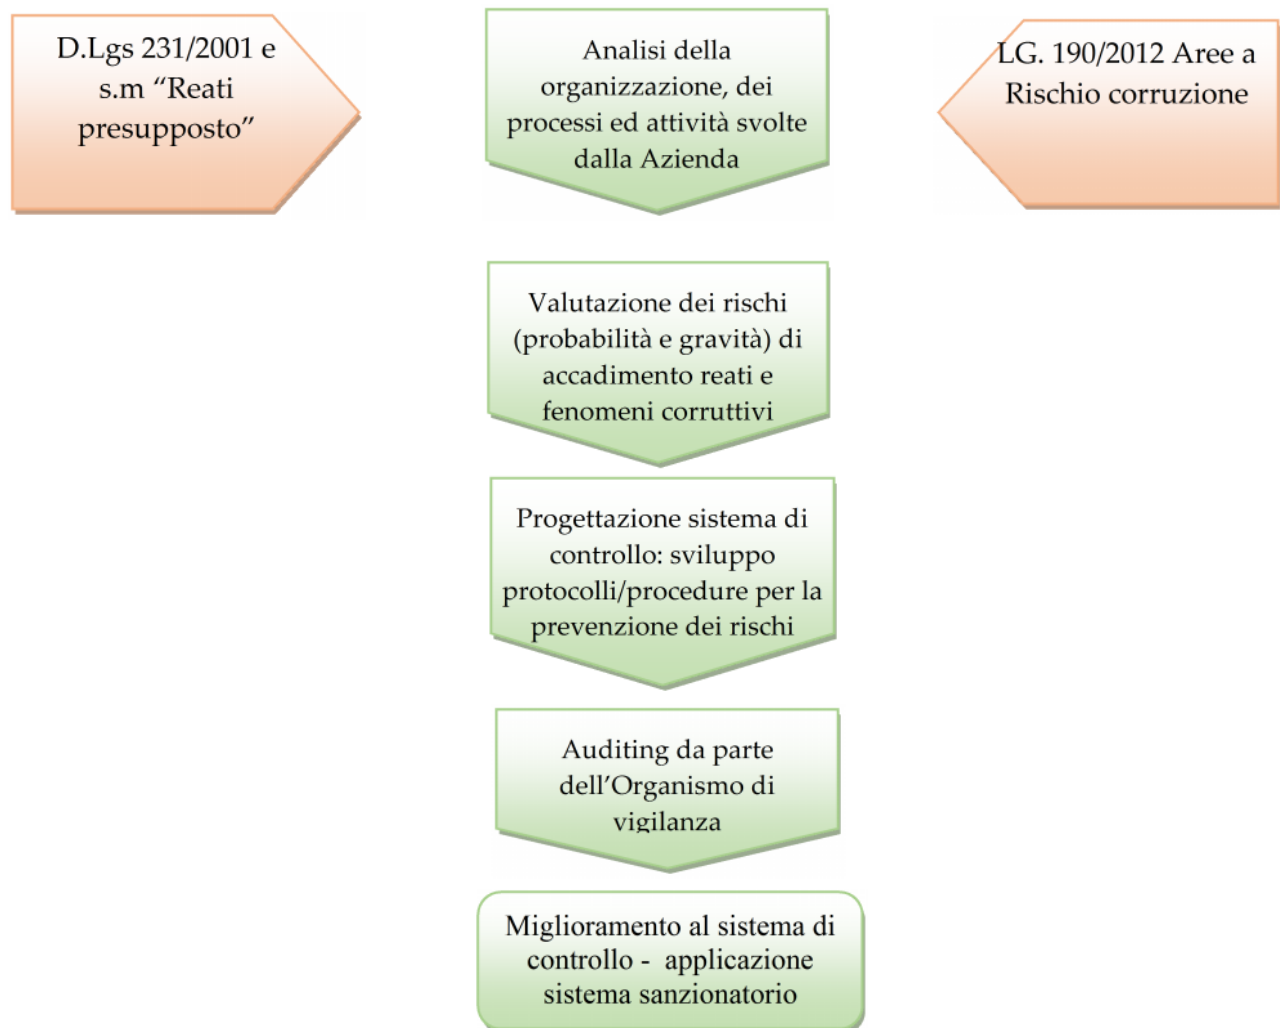 D.Lgs 231/2001 e
s.m “Reati
presupposto”
Analisi della
organizzazione, dei
processi ed attività svolte
dalla Azienda
LG. 190/2012 Aree a
Rischio corruzione
Valutazione dei rischi
(probabilità e gravità) di
accadimento reati e
fenomeni corruttivi
Progettazione sistema di
controllo: sviluppo
protocolli/procedure per la
prevenzione dei rischi
Auditing da parte
dell’Organismo di
vigilanza
Miglioramento al sistema di
controllo - applicazione
sistema sanzionatorio